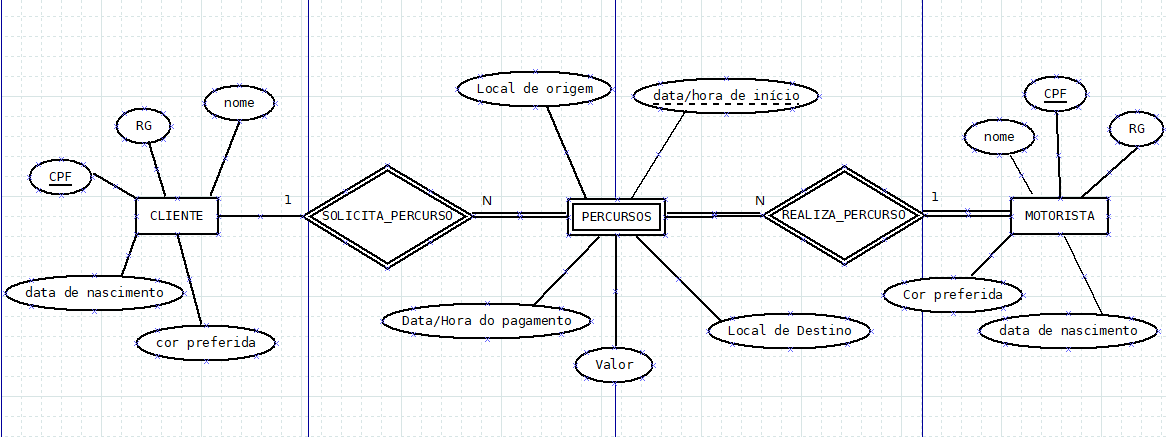 Local de origem
data/hora de início
CPF
nome
RG
nome
RG
CPF
1
N
N
1
CLIENTE
SOLICITA_PERCURSO
PERCURSOS
REALIZA_PERCURSO
MOTORISTA
data de nascimento
cor preferida
Data/Hora do pagamento
Valor
Local de Destino
Cor preferida
data de nascimento